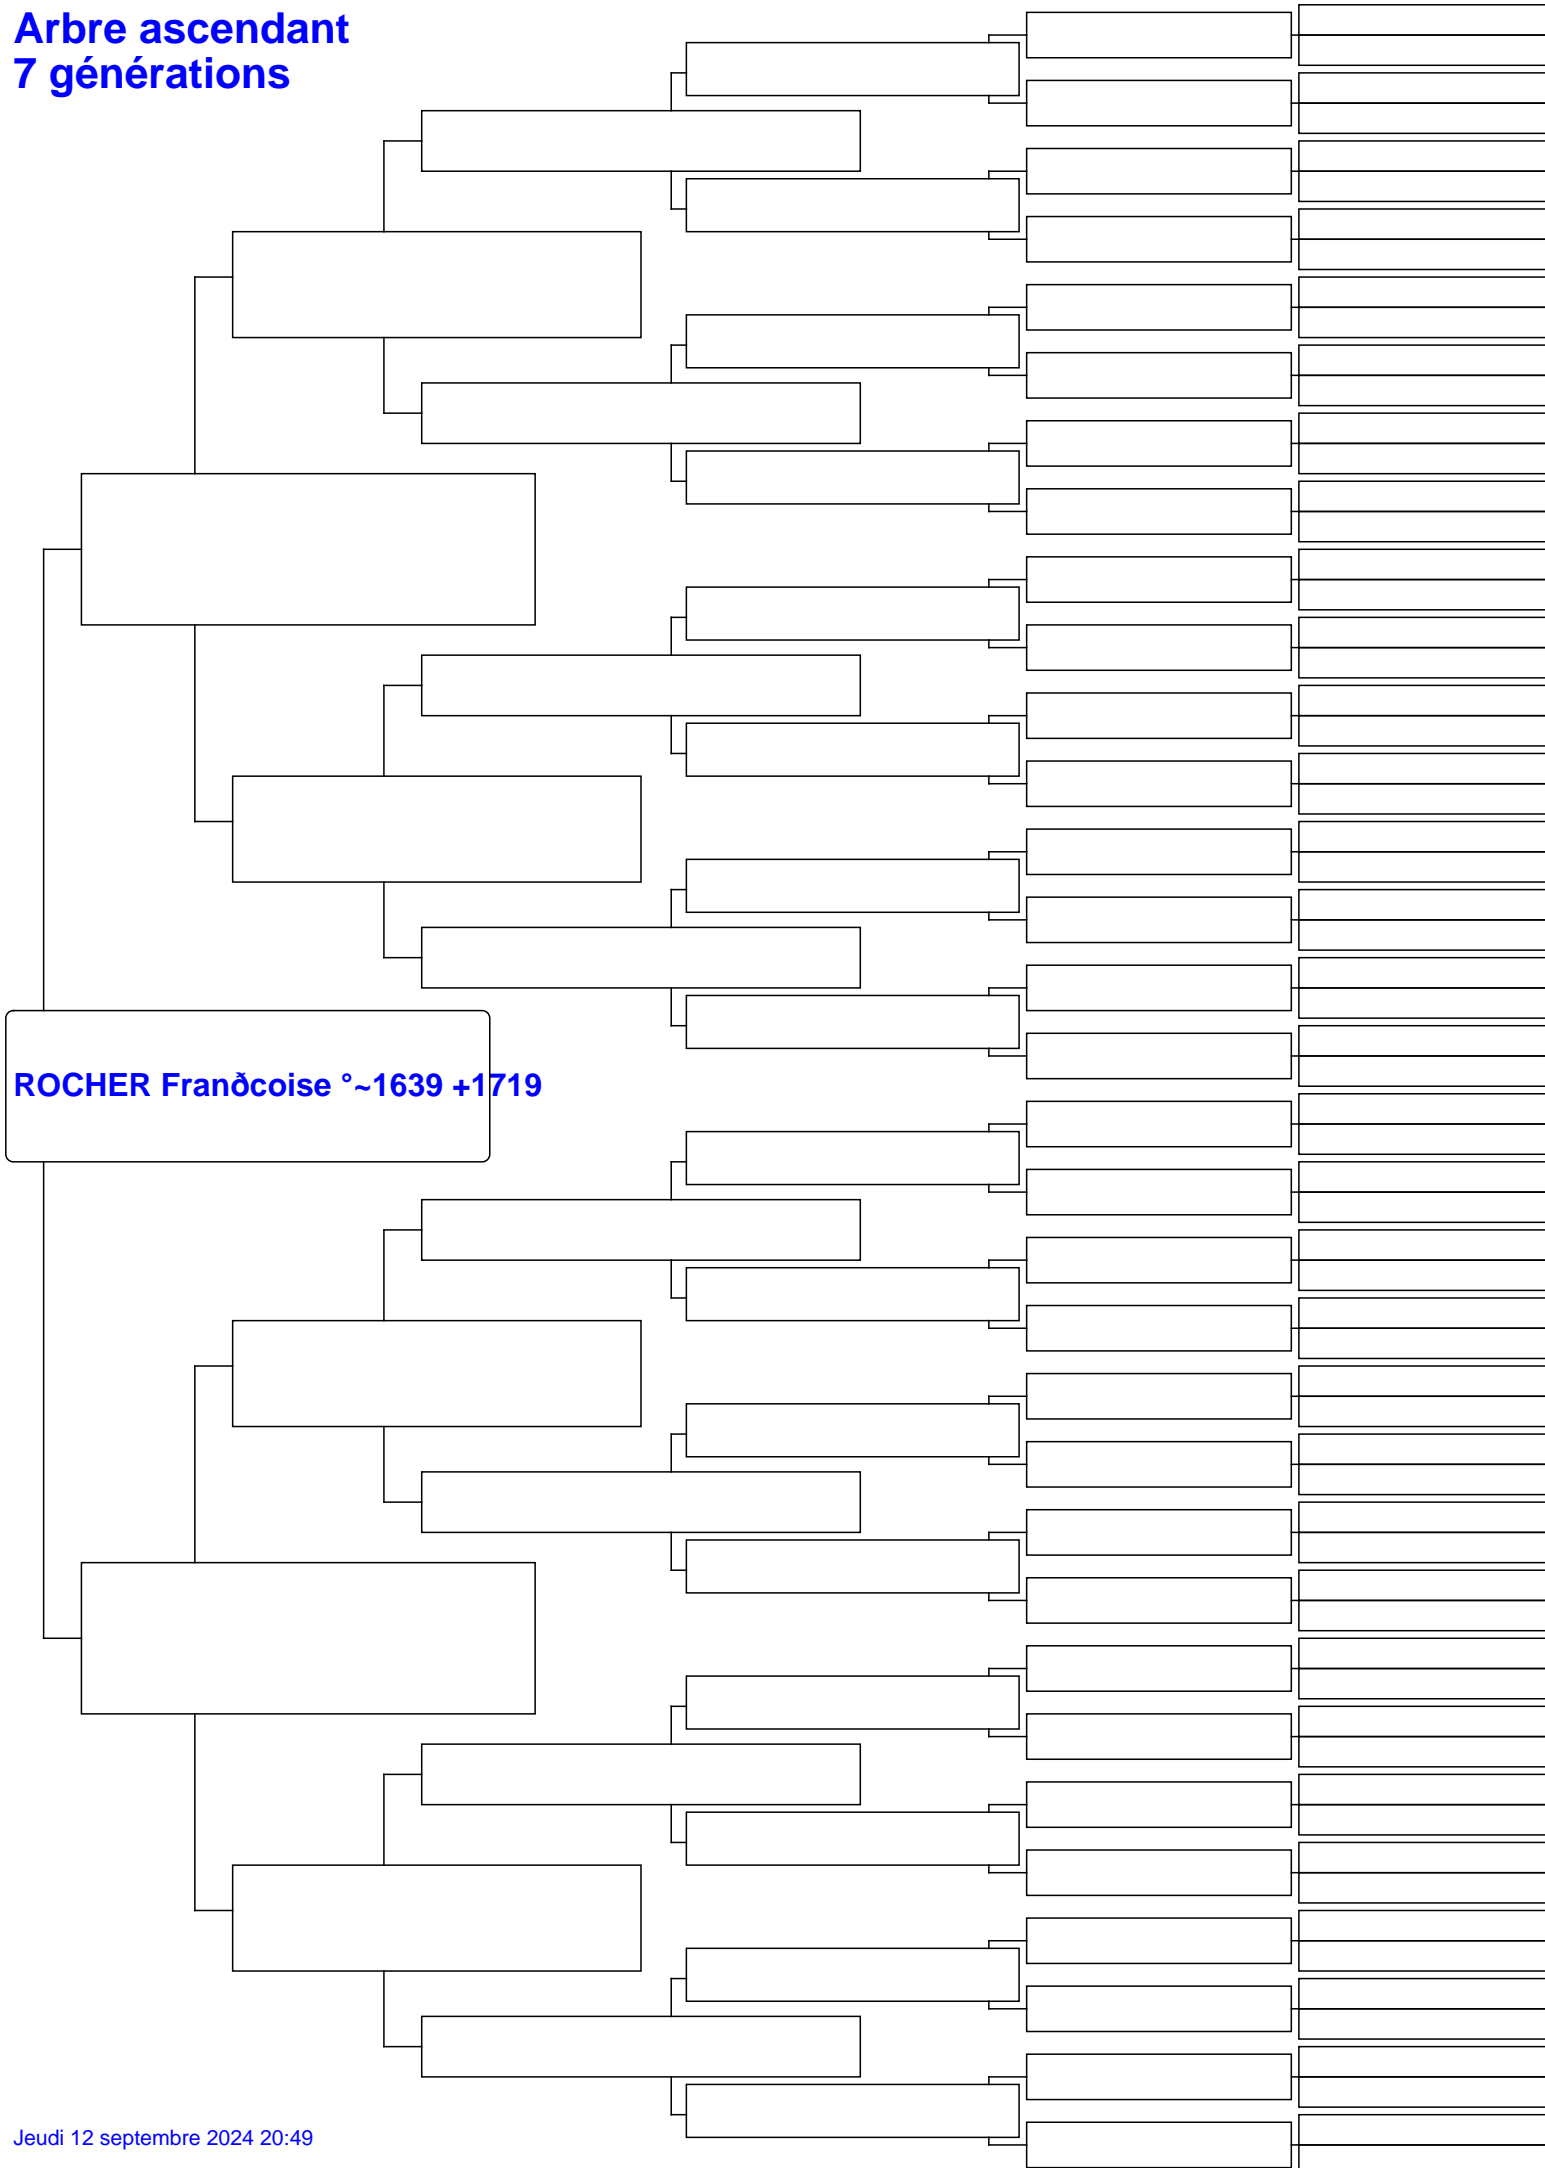 Arbre ascendant
7 générations
ROCHER Franðcoise °~1639 +1719
Jeudi 12 septembre 2024 20:49